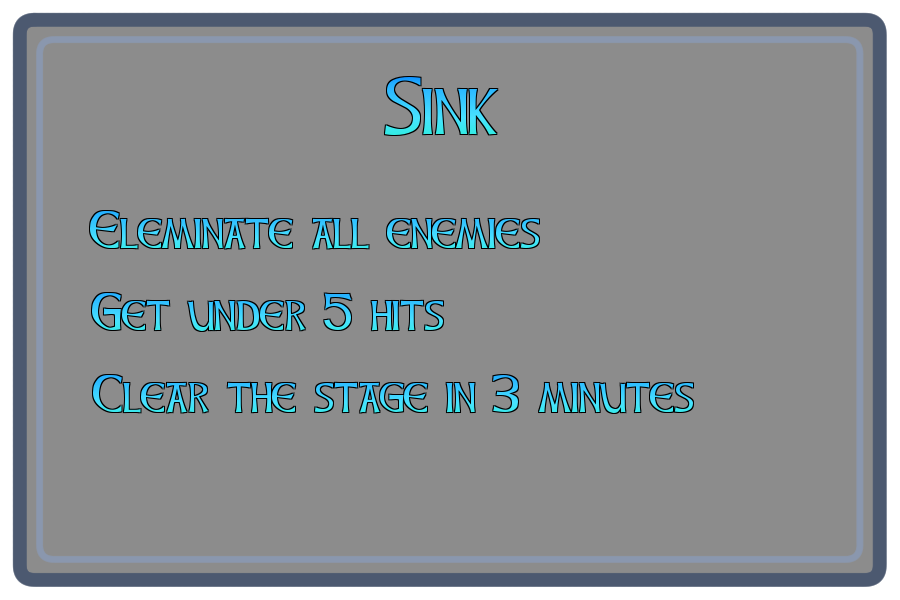 Sink
Eleminate all enemies
Get under 5 hits
Clear the stage in 3 minutes